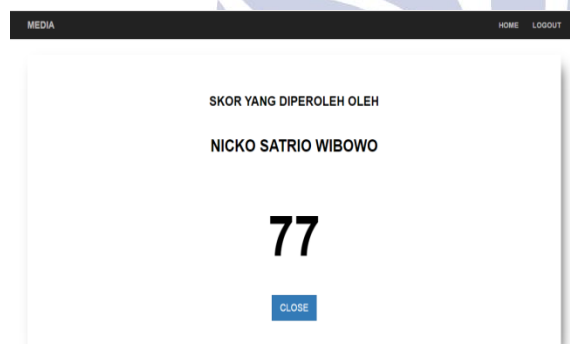 MEDIA HOME LOGOUT
SKOR YANG DIPEROLEH OLEH
NICKO SATRIO WIBOWO
77
CLOSE